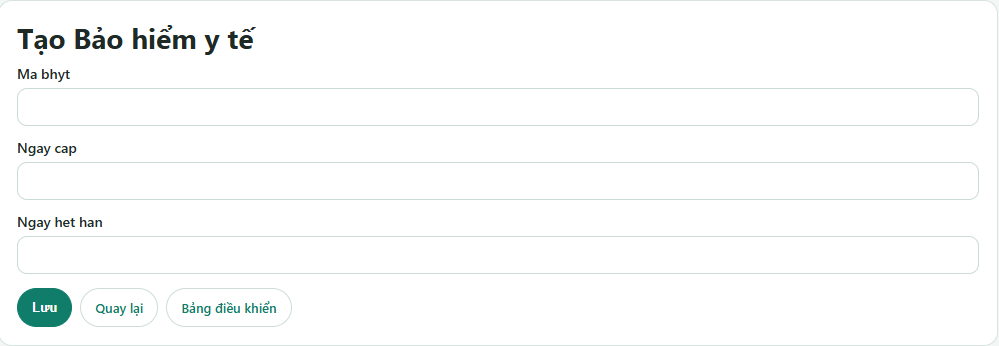 Tạo Bảo hiểm y tế
Ma bhyt
Ngay cap
Ngay het han
Lưu Quay lại Bảng điều khiển